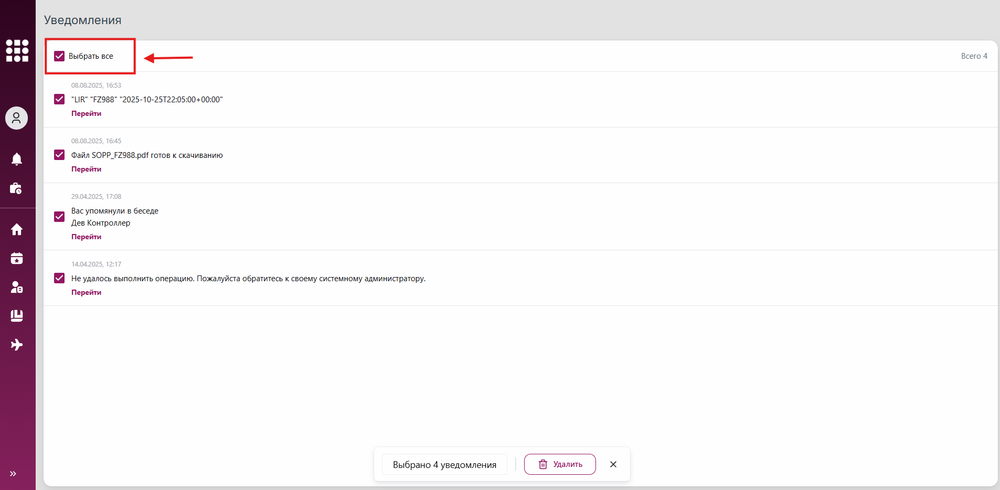 Уведомления
Выбрать все
Всего 4
08.08.2025, 16:53
"LIR" "FZ988" "2025-10-25T22:05:00+00:00"
Перейти
08.08.2025, 16:45
Файл SOPP_FZ988.pdf готов к скачиванию
Перейти
29.04.2025, 17:08
Вас упомянули в беседе
Дев Контроллер
Перейти
14.04.2025, 12:17
Не удалось выполнить операцию. Пожалуйста обратитесь к своему системному администратору.
Перейти
Выбрано 4 уведомления
Удалить